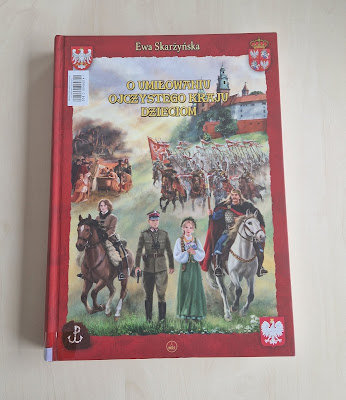 Ewa Skarżyńska
O UMIŁOWANIU
OJCZYSTEGO KRAJU
DZIECIOM